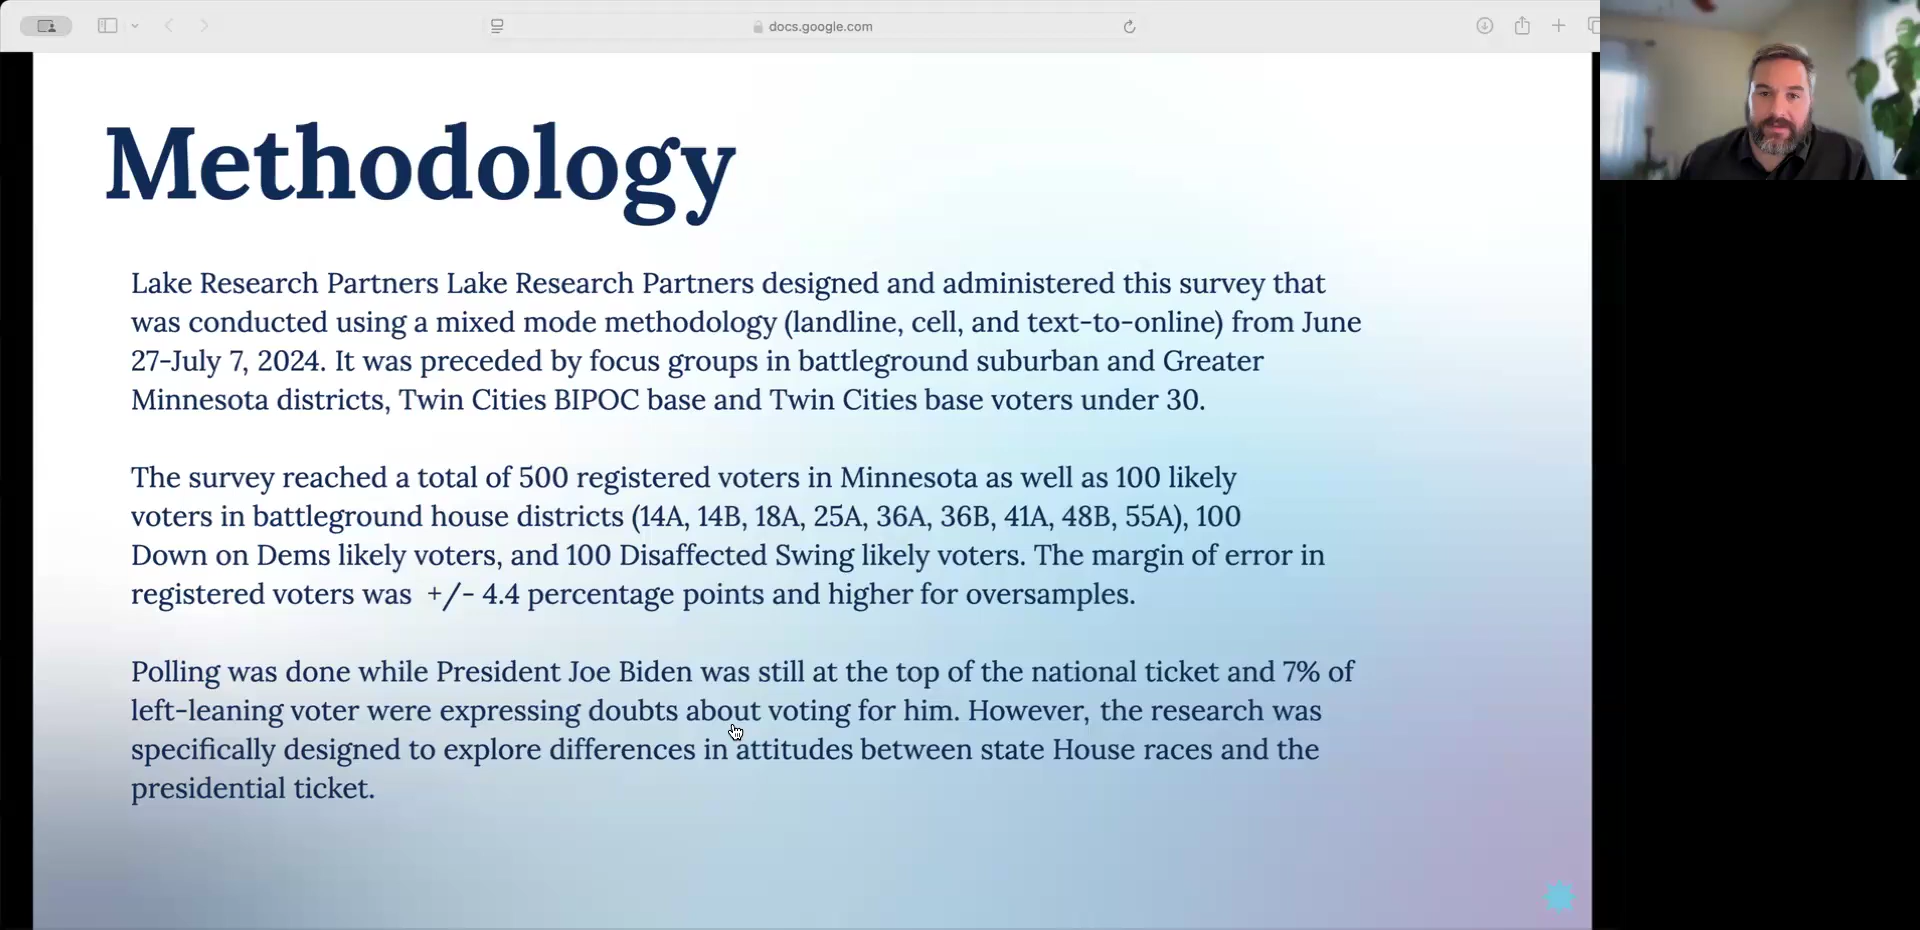 docs.google.com
Methodology
Lake Research Partners Lake Research Partners designed and administered this survey that
was conducted using a mixed mode methodology (landline, cell, and text-to-online) from June
27-July 7, 2024. It was preceded by focus groups in battleground suburban and Greater
Minnesota districts, Twin Cities BIPOC base and Twin Cities base voters under 30.
The survey reached a total of 500 registered voters in Minnesota as well as 100 likely
voters in battleground house districts (14A, 14B, 18A, 25A, 36A, 36B, 41A, 48B, 55A), 100
Down on Dems likely voters, and 100 Disaffected Swing likely voters. The margin of error in
registered voters was +/- 4.4 percentage points and higher for oversamples.
Polling was done while President Joe Biden was still at the top of the national ticket and 7% of
left-leaning voter were expressing doubts about voting for him. However, the research was
specifically designed to explore differences in attitudes between state House races and the
presidential ticket.